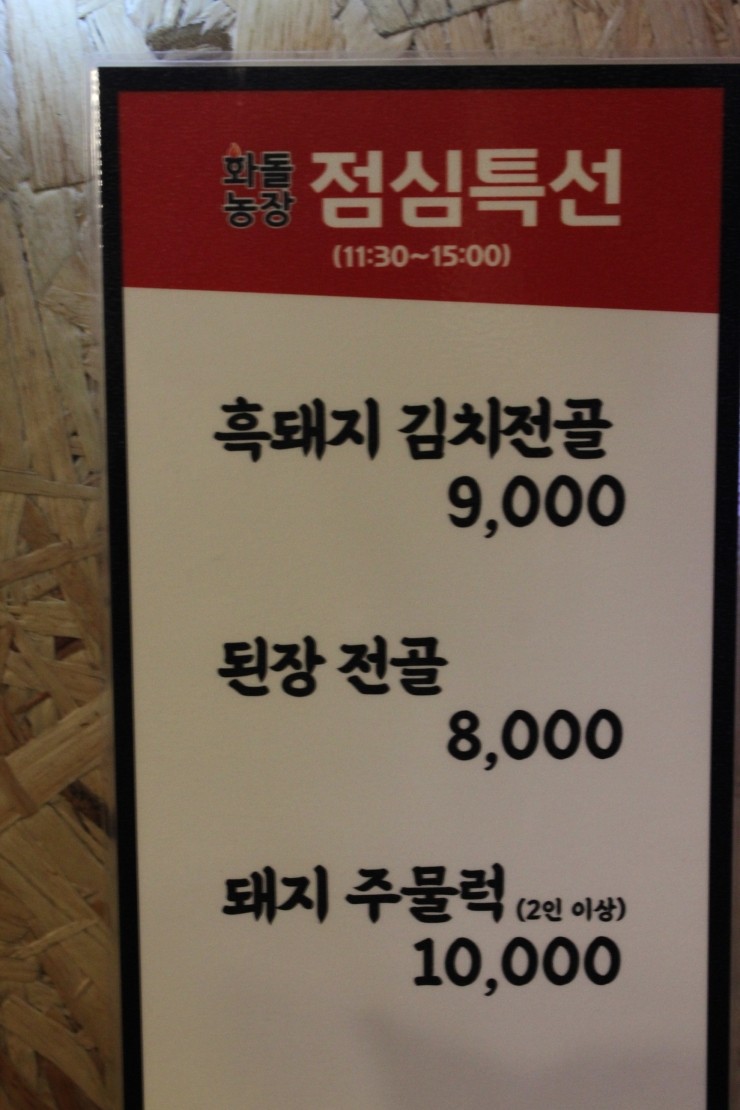 화돌농장 점심특선
(11:30~15:00)
흑돼지 김치전골
9,000
된장 전골
8,000
돼지 주물럭 (2인 이상)
10,000